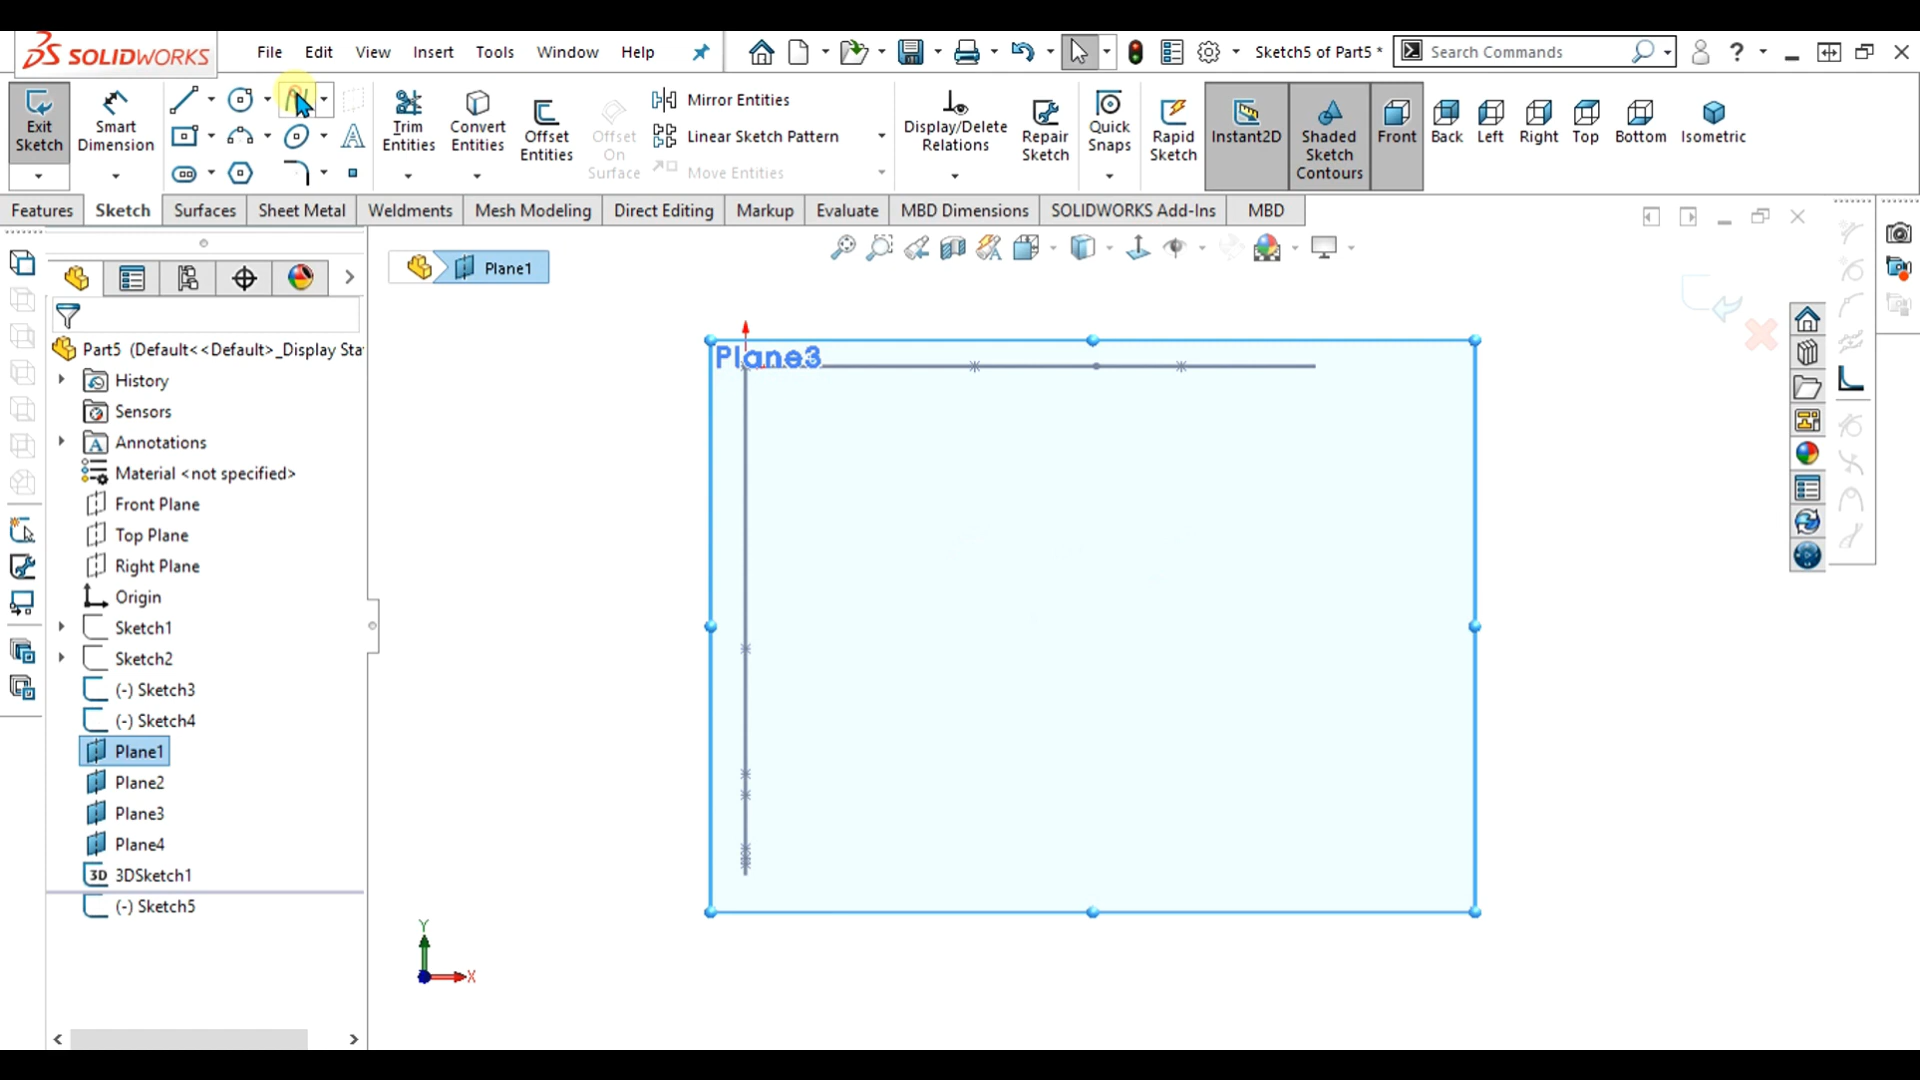 SOLIDWORKS
File Edit View Insert Tools Window Help
Sketch5 of Part5 *
Search Commands
?
Exit Sketch
Smart Dimension
Trim Entities
Convert Entities
Offset Entities
Offset On Surface
Mirror Entities
Linear Sketch Pattern
Move Entities
Display/Delete Relations
Repair Sketch
Quick Snaps
Rapid Sketch
Instant2D
Shaded Sketch Contours
Front
Back
Left
Right
Top
Bottom
Isometric
Features Sketch Surfaces Sheet Metal Weldments Mesh Modeling Direct Editing Markup Evaluate MBD Dimensions SOLIDWORKS Add-Ins MBD
Plane1
Part5 (Default<<Default>_Display Sta
History
Sensors
Annotations
Material <not specified>
Front Plane
Top Plane
Right Plane
Origin
Sketch1
Sketch2
(-) Sketch3
(-) Sketch4
Plane1
Plane2
Plane3
Plane4
3D 3DSketch1
(-) Sketch5
Plane3
Y
X